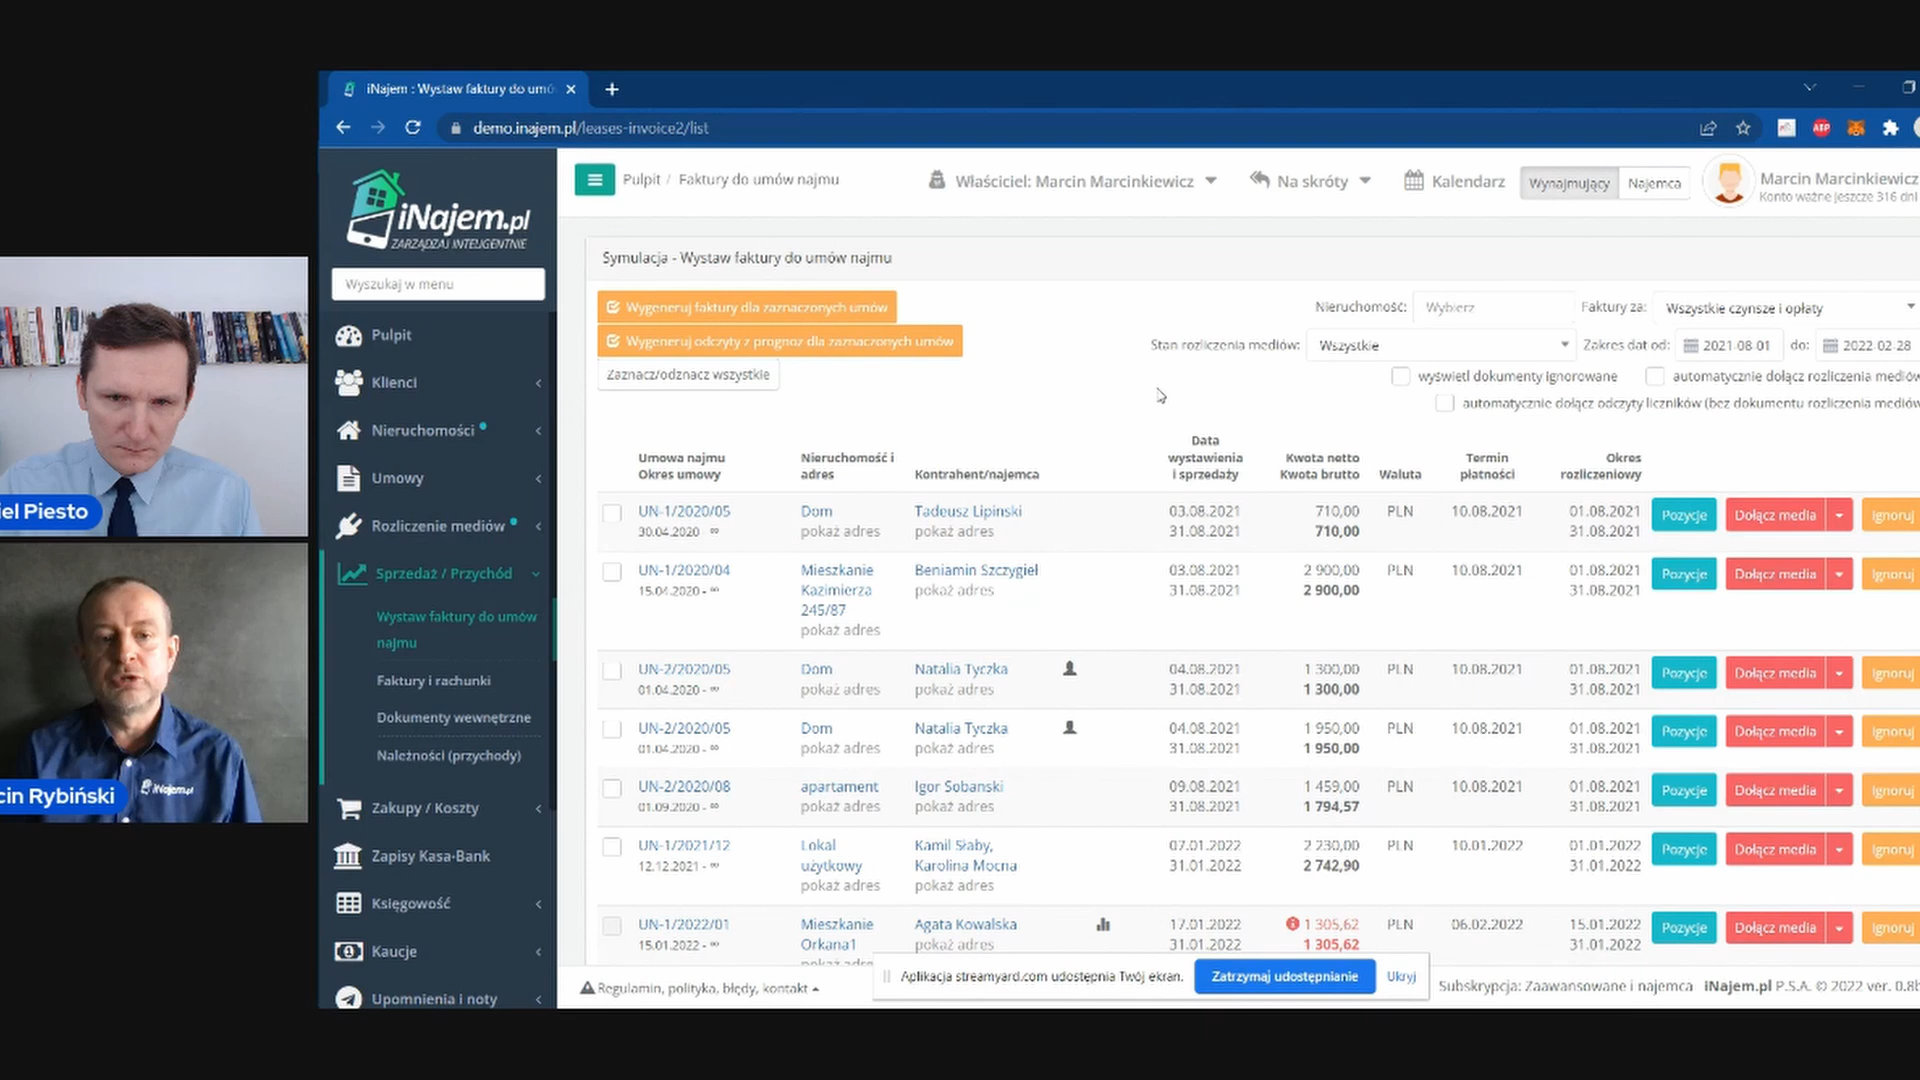 iNajem : Wystaw faktury do umó
demo.inajem.pl/leases-invoice2/list
ABP
iNajem.pl
ZARZĄDZAJ INTELIGENTNIE
Wyszukaj w menu
Pulpit
Klienci
Nieruchomości
Umowy
Rozliczenie mediów
Sprzedaż / Przychód
Wystaw faktury do umów
najmu
Faktury i rachunki
Dokumenty wewnętrzne
Należności (przychody)
Zakupy / Koszty
Zapisy Kasa-Bank
Księgowość
Kaucje
Upomnienia i noty
Pulpit / Faktury do umów najmu
Właściciel: Marcin Marcinkiewicz
Na skróty
Kalendarz
Wynajmujący
Najemca
Marcin Marcinkiewicz
Konto ważne jeszcze 316 dni
Symulacja - Wystaw faktury do umów najmu
Wygeneruj faktury dla zaznaczonych umów
Wygeneruj odczyty z prognoz dla zaznaczonych umów
Zaznacz/odznacz wszystkie
Nieruchomość: Wybierz Faktury za: Wszystkie czynsze i opłaty
Stan rozliczenia mediów: Wszystkie Zakres dat od: 2021-08-01 do: 2022-02-28
wyświetl dokumenty ignorowane automatycznie dołącz rozliczenia mediów
automatycznie dołącz odczyty liczników (bez dokumentu rozliczenia mediów
Umowa najmu
Okres umowy
Nieruchomość i
adres
Kontrahent/najemca
Data
wystawienia
i sprzedaży
Kwota netto
Kwota brutto
Waluta
Termin
płatności
Okres
rozliczeniowy
UN-1/2020/05 Dom Tadeusz Lipinski 03.08.2021 710,00 PLN 10.08.2021 01.08.2021 Pozycje Dołącz media Ignoruj
30.04.2020 - ∞ pokaż adres pokaż adres 31.08.2021 710,00 31.08.2021
UN-1/2020/04 Mieszkanie Beniamin Szczygieł 03.08.2021 2 900,00 PLN 10.08.2021 01.08.2021 Pozycje Dołącz media Ignoruj
15.04.2020 - ∞ Kazimierza pokaż adres 31.08.2021 2 900,00 31.08.2021
245/87
pokaż adres
UN-2/2020/05 Dom Natalia Tyczka 04.08.2021 1 300,00 PLN 10.08.2021 01.08.2021 Pozycje Dołącz media Ignoruj
01.04.2020 - ∞ pokaż adres pokaż adres 31.08.2021 1 300,00 31.08.2021
UN-2/2020/05 Dom Natalia Tyczka 04.08.2021 1 950,00 PLN 10.08.2021 01.08.2021 Pozycje Dołącz media Ignoruj
01.04.2020 - ∞ pokaż adres pokaż adres 31.08.2021 1 950,00 31.08.2021
UN-2/2020/08 apartament Igor Sobanski 09.08.2021 1 459,00 PLN 10.08.2021 01.08.2021 Pozycje Dołącz media Ignoruj
01.09.2020 - ∞ pokaż adres pokaż adres 31.08.2021 1 794,57 31.08.2021
UN-1/2021/12 Lokal Kamil Słaby, 07.01.2022 2 230,00 PLN 10.01.2022 01.01.2022 Pozycje Dołącz media Ignoruj
12.12.2021 - ∞ użytkowy Karolina Mocna 31.01.2022 2 742,90 31.01.2022
pokaż adres pokaż adres
UN-1/2022/01 Mieszkanie Agata Kowalska 17.01.2022 1 305,62 PLN 06.02.2022 15.01.2022 Pozycje Dołącz media Ignoruj
15.01.2022 - ∞ Orkana1 pokaż adres 31.01.2022 1 305,62 31.01.2022
Aplikacja streamyard.com udostępnia Twój ekran. Zatrzymaj udostępnianie Ukryj
Regulamin, polityka, błędy, kontakt
Subskrypcja: Zaawansowane i najemca iNajem.pl P.S.A. © 2022 ver. 0.8b
iel Piesto
iNajem.pl
cin Rybiński